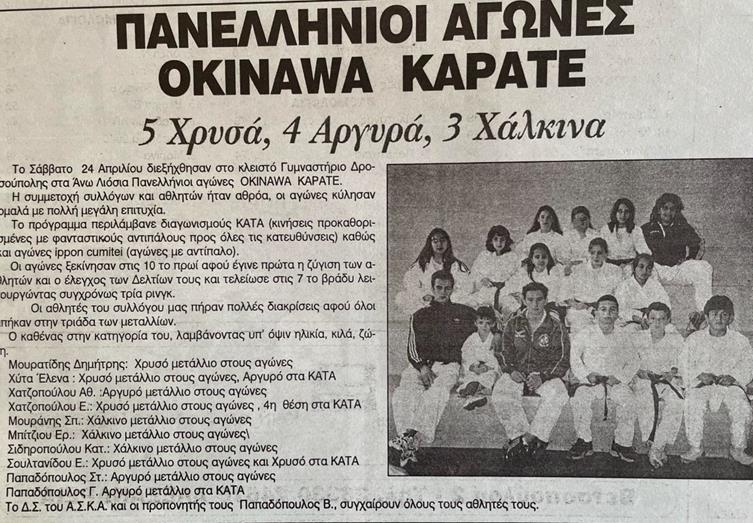 ΠΑΝΕΛΛΗΝΙΟΙ ΑΓΩΝΕΣ
OKINAWA ΚΑΡΑΤΕ
5 Χρυσά, 4 Αργυρά, 3 Χάλκινα
Το Σάββατο 24 Απριλίου διεξήχθησαν στο κλειστό Γυμναστήριο Δρο-
σούπολης στα Άνω Λιόσια Πανελλήνιοι αγώνες OKINAWA KARATE.
Η συμμετοχή συλλόγων και αθλητών ήταν αθρόα, οι αγώνες κύλησαν
ομαλά με πολλή μεγάλη επιτυχία.
Το πρόγραμμα περιλάμβανε διαγωνισμούς ΚΑΤΑ (κινήσεις προκαθορι-
σμένες με φανταστικούς αντιπάλους προς όλες τις κατευθύνσεις) καθώς
και αγώνες ippon cumitei (αγώνες με αντίπαλο).
Οι αγώνες ξεκίνησαν στις 10 το πρωί αφού έγινε πρώτα η ζύγιση των α-
θλητών και ο έλεγχος των Δελτίων τους και τελείωσε στις 7 το βράδυ λει-
τουργώντας συγχρόνως τρία ρινγκ.
Οι αθλητές του συλλόγου μας πήραν πολλές διακρίσεις αφού όλοι
μπήκαν στην τριάδα των μεταλλίων.
Ο καθένας στην κατηγορία του, λαμβάνοντας υπ' όψιν ηλικία, κιλά, ζώ-
νη.
Μουρατίδης Δημήτρης: Χρυσό μετάλλιο στους αγώνες
Χύτα Έλενα : Χρυσό μετάλλιο στους αγώνες, Αργυρό στα ΚΑΤΑ
Χατζοπούλου Αθ. :Αργυρό μετάλλιο στους αγώνες
Χατζοπούλου Ε.: Χρυσό μετάλλιο στους αγώνες , 4η θέση στα ΚΑΤΑ
Μουράνης Σπ.: Χάλκινο μετάλλιο στους αγώνες
Μπίτζιου Ερ.: Χάλκινο μετάλλιο στους αγώνες\
Σιδηροπούλου Κατ.: Χάλκινο μετάλλιο στους αγώνες
Σουλτανίδου Ε.: Χρυσό μετάλλιο στους αγώνες και Χρυσό στα ΚΑΤΑ
Παπαδόπουλος Στ.: Αργυρό μετάλλιο στους αγώνες
Παπαδόπουλος Γ. Αργυρό μετάλλιο στα ΚΑΤΑ
Το Δ.Σ. του Α.Σ.Κ.Α. και οι προπονητής τους Παπαδόπουλος Β., συγχαίρουν όλους τους αθλητές τους.